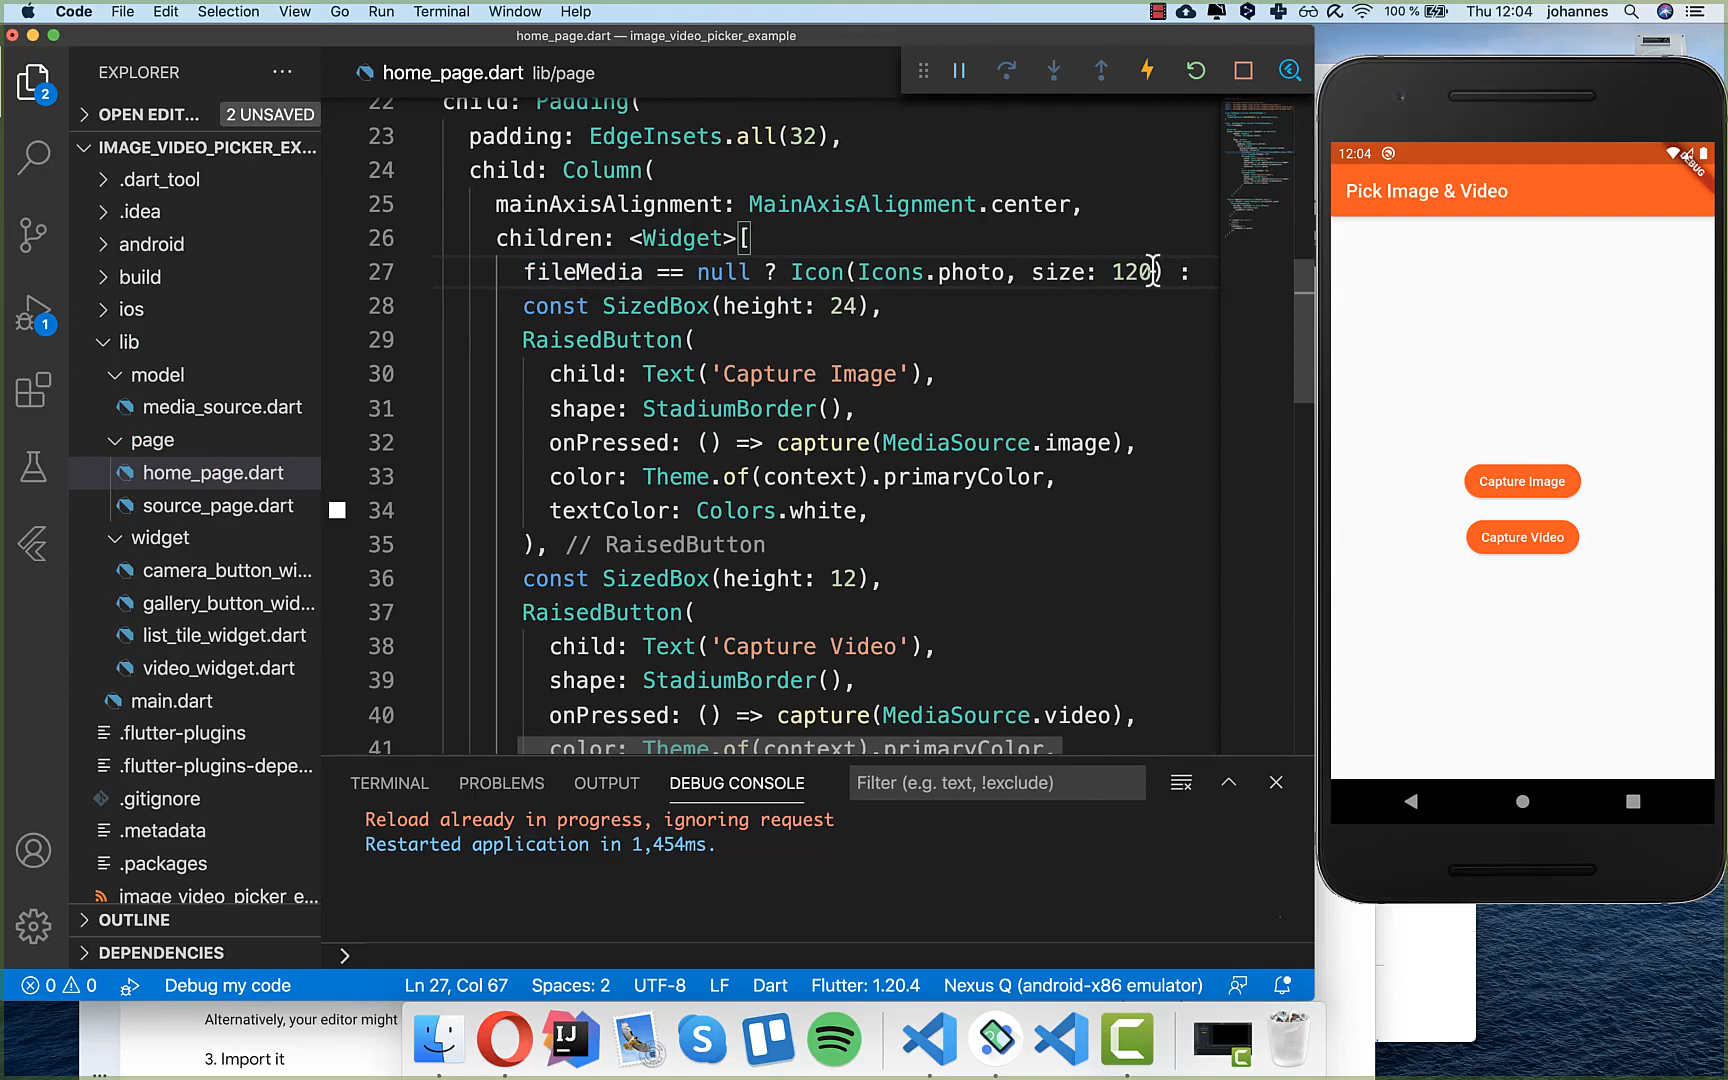 Code File Edit Selection View Go Run Terminal Window Help 100 % Thu 12:04 johannes
home_page.dart — image_video_picker_example
EXPLORER
home_page.dart lib/page
OPEN EDIT... 2 UNSAVED
IMAGE_VIDEO_PICKER_EX...
.dart_tool
.idea
android
build
ios
lib
model
media_source.dart
page
home_page.dart
source_page.dart
widget
camera_button_wi...
gallery_button_wid...
list_tile_widget.dart
video_widget.dart
main.dart
.flutter-plugins
.flutter-plugins-depe...
.gitignore
.metadata
.packages
image_video_picker_e...
OUTLINE
DEPENDENCIES
2
1
22 child: Padding(
23 padding: EdgeInsets.all(32),
24 child: Column(
25 mainAxisAlignment: MainAxisAlignment.center,
26 children: <Widget>[
27 fileMedia == null ? Icon(Icons.photo, size: 120) :
28 const SizedBox(height: 24),
29 RaisedButton(
30 child: Text('Capture Image'),
31 shape: StadiumBorder(),
32 onPressed: () => capture(MediaSource.image),
33 color: Theme.of(context).primaryColor,
34 textColor: Colors.white,
35 ), // RaisedButton
36 const SizedBox(height: 12),
37 RaisedButton(
38 child: Text('Capture Video'),
39 shape: StadiumBorder(),
40 onPressed: () => capture(MediaSource.video),
41 color: Theme.of(context).primaryColor,
TERMINAL PROBLEMS OUTPUT DEBUG CONSOLE Filter (e.g. text, !exclude)
Reload already in progress, ignoring request
Restarted application in 1,454ms.
0 0 Debug my code Ln 27, Col 67 Spaces: 2 UTF-8 LF Dart Flutter: 1.20.4 Nexus Q (android-x86 emulator)
12:04
DEBUG
Pick Image & Video
Capture Image
Capture Video
Alternatively, your editor might
3. Import it